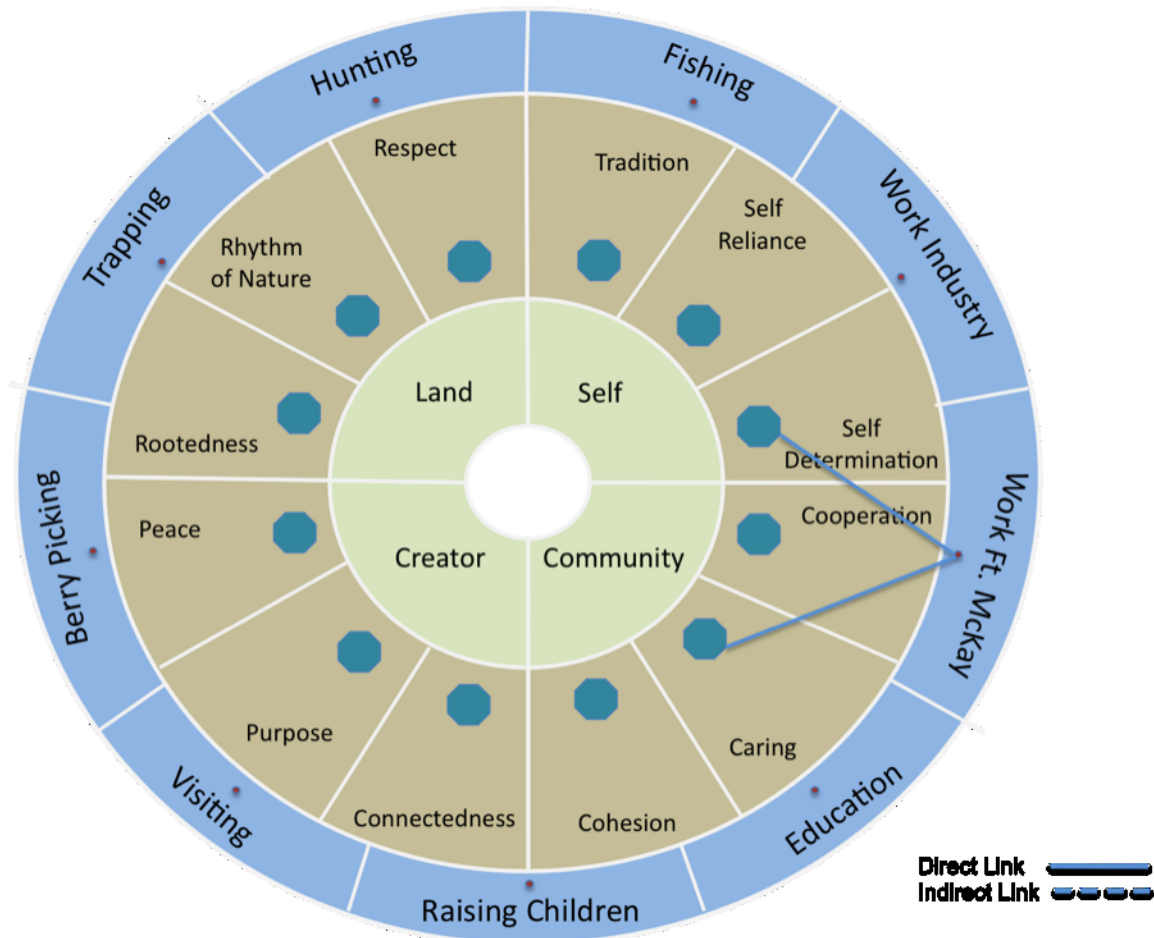 Hunting
Fishing
Trapping
Work Industry
Berry Picking
Work Ft. McKay
Visiting
Education
Raising Children
Respect
Tradition
Rhythm
of Nature
Self
Reliance
Rootedness
Self
Determination
Peace
Cooperation
Purpose
Caring
Connectedness
Cohesion
Land
Self
Creator
Community
Direct Link
Indirect Link